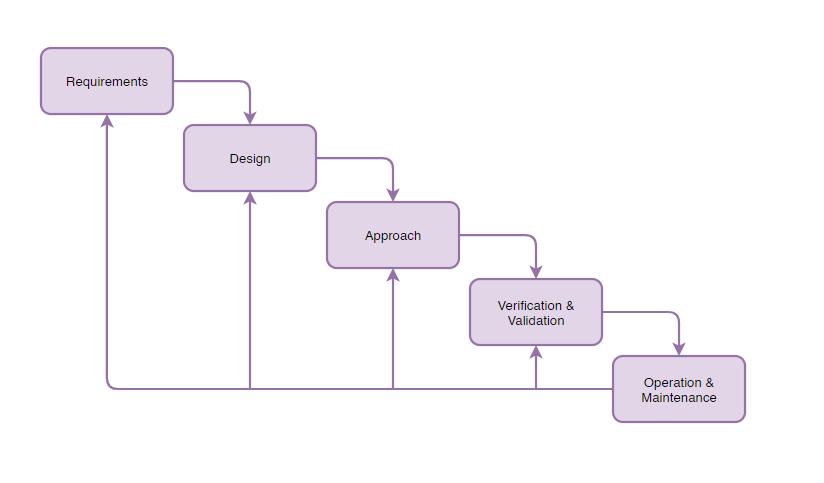 Requirements
Design
Approach
Verification &
Validation
Operation &
Maintenance